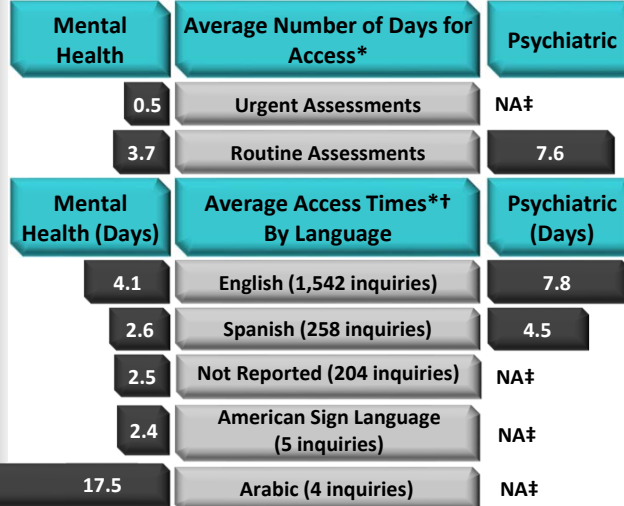 Mental Health
Average Number of Days for Access*
Psychiatric
0.5
Urgent Assessments
NA‡
3.7
Routine Assessments
7.6
Mental Health (Days)
Average Access Times*† By Language
Psychiatric (Days)
4.1
English (1,542 inquiries)
7.8
2.6
Spanish (258 inquiries)
4.5
2.5
Not Reported (204 inquiries)
NA‡
2.4
American Sign Language (5 inquiries)
NA‡
17.5
Arabic (4 inquiries)
NA‡